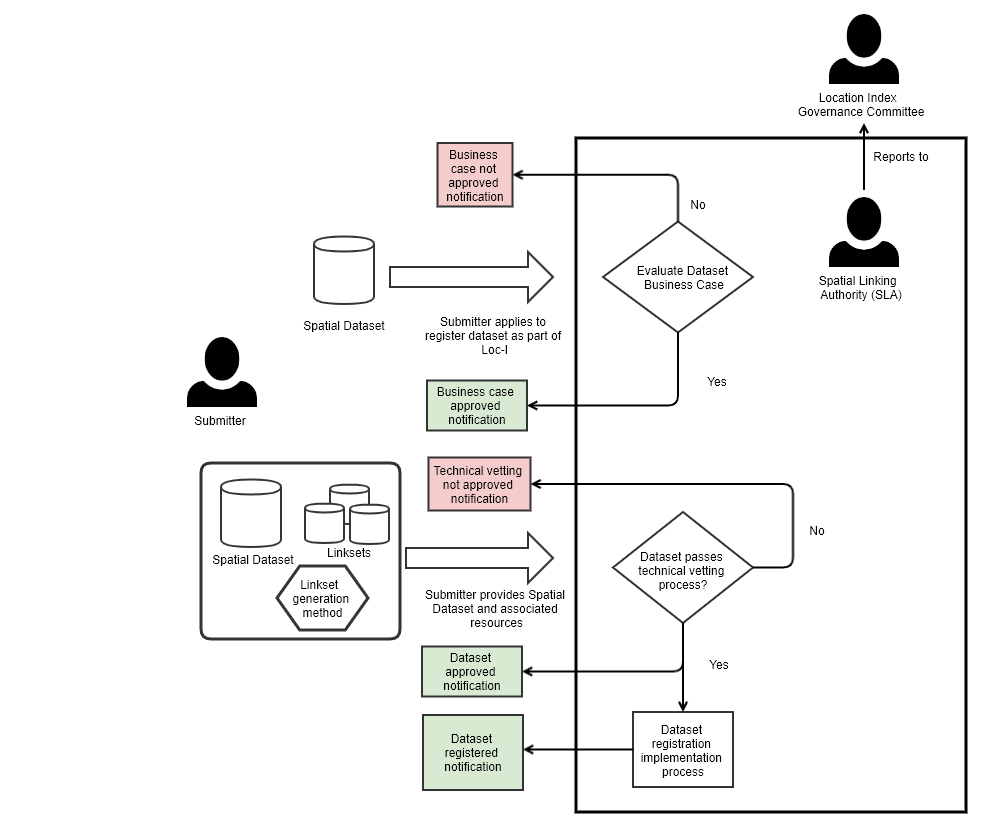 Location Index
Governance Committee
Reports to
Spatial Linking
Authority (SLA)
Business
case not
approved
notification
No
Evaluate Dataset
Business Case
Spatial Dataset
Submitter applies to
register dataset as part of
Loc-I
Yes
Business case
approved
notification
Submitter
Technical vetting
not approved
notification
No
Spatial Dataset
Linksets
Linkset
generation
method
Dataset passes
technical vetting
process?
Submitter provides Spatial
Dataset and associated
resources
Yes
Dataset
approved
notification
Dataset
registered
notification
Dataset
registration
implementation
process